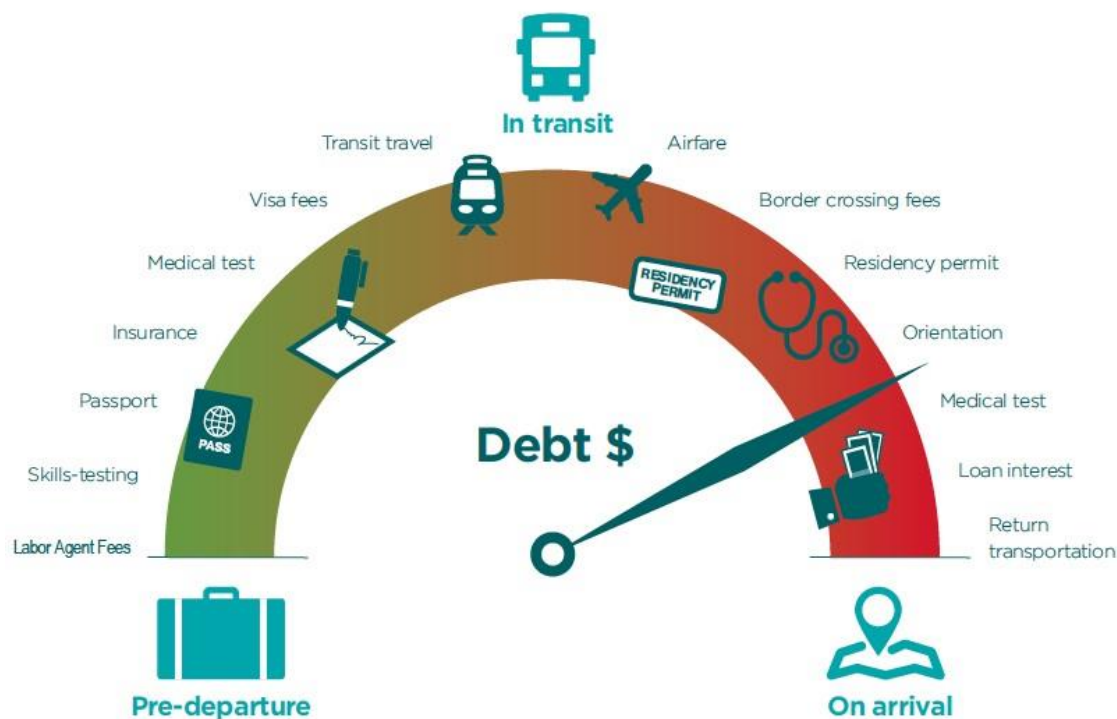 In transit
Transit travel
Airfare
Visa fees
Border crossing fees
Medical test
Residency permit
RESIDENCY
PERMIT
Insurance
Orientation
Passport
PASS
Medical test
Debt $
Skills-testing
Loan interest
Labor Agent Fees
Return
transportation
Pre-departure
On arrival